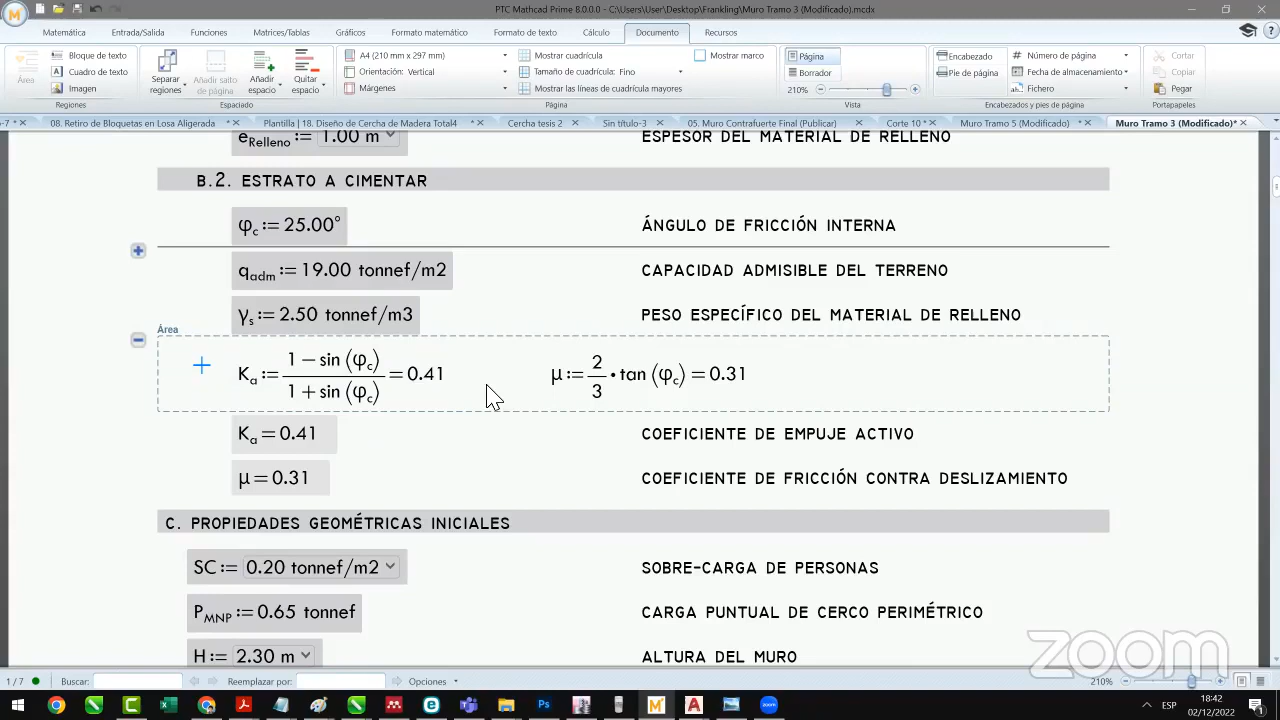 PTC Mathcad Prime 8.0.0.0 - C:\Users\User\Desktop\Frankling\Muro Tramo 3 (Modificado).mcdx
Matemática Entrada/Salida Funciones Matrices/Tablas Gráficos Formato matemático Formato de texto Cálculo Documento Recursos
Área Bloque de texto Cuadro de texto Imagen Regiones
Separar regiones Añadir salto de página Añadir espacio Quitar espacio Espaciado
A4 (210 mm x 297 mm) Mostrar cuadrícula Mostrar marco
Orientación: Vertical Tamaño de cuadrícula: Fino
Márgenes Mostrar las líneas de cuadrícula mayores
Página
Página Borrador 210% Vista
Encabezado Número de página
Pie de página Fecha de almacenamiento
Fichero
Encabezados y pies de página
Cortar Copiar Pegar Portapapeles
-7 * 08. Retiro de Bloquetas en Losa Aligerada Plantilla | 18. Diseño de Cercha de Madera Total4 Cercha tesis 2 Sin título-3 05. Muro Contrafuerte Final (Publicar) Corte 10 * Muro Tramo 5 (Modificado) * Muro Tramo 3 (Modificado)*
eRelleno := 1.00 m ESPESOR DEL MATERIAL DE RELLENO
B.2. ESTRATO A CIMENTAR
φc := 25.00° ÁNGULO DE FRICCIÓN INTERNA
qadm := 19.00 tonnef/m2 CAPACIDAD ADMISIBLE DEL TERRENO
γs := 2.50 tonnef/m3 PESO ESPECÍFICO DEL MATERIAL DE RELLENO
Área
Ka := (1 − sin (φc)) / (1 + sin (φc)) = 0.41 μ := 2/3 • tan (φc) = 0.31
Ka = 0.41 COEFICIENTE DE EMPUJE ACTIVO
μ = 0.31 COEFICIENTE DE FRICCIÓN CONTRA DESLIZAMIENTO
C. PROPIEDADES GEOMÉTRICAS INICIALES
SC := 0.20 tonnef/m2 SOBRE-CARGA DE PERSONAS
PMNP := 0.65 tonnef CARGA PUNTUAL DE CERCO PERIMÉTRICO
H := 2.30 m ALTURA DEL MURO
zoom
1 / 7 Buscar: Reemplazar por: Opciones 210%
ESP 18:42
02/12/2022